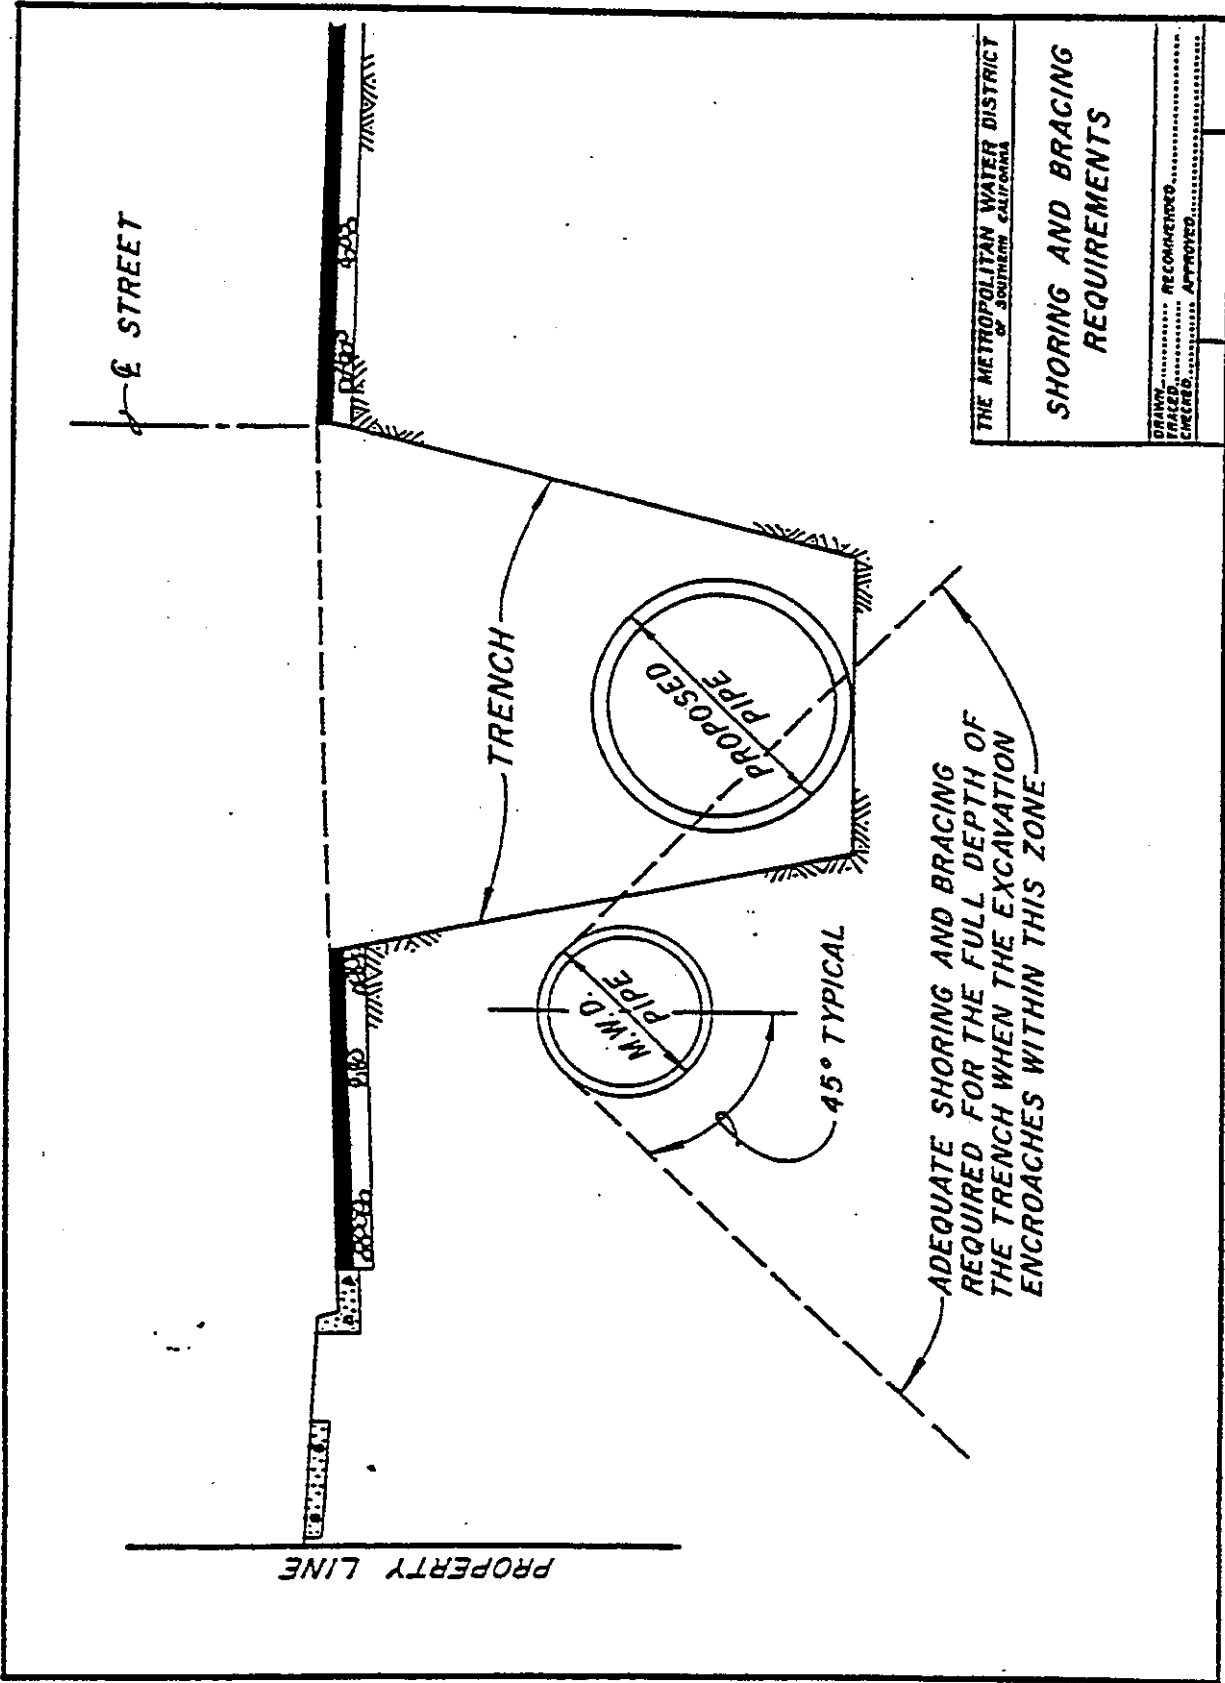 ℄ STREET
TRENCH
PROPOSED
PIPE
M.W.D.
PIPE
45° TYPICAL
ADEQUATE SHORING AND BRACING
REQUIRED FOR THE FULL DEPTH OF
THE TRENCH WHEN THE EXCAVATION
ENCROACHES WITHIN THIS ZONE
PROPERTY LINE
THE METROPOLITAN WATER DISTRICT
OF SOUTHERN CALIFORNIA
SHORING AND BRACING
REQUIREMENTS
DRAWN............ RECOMMENDED....................
TRACED............
CHECKED............ APPROVED....................